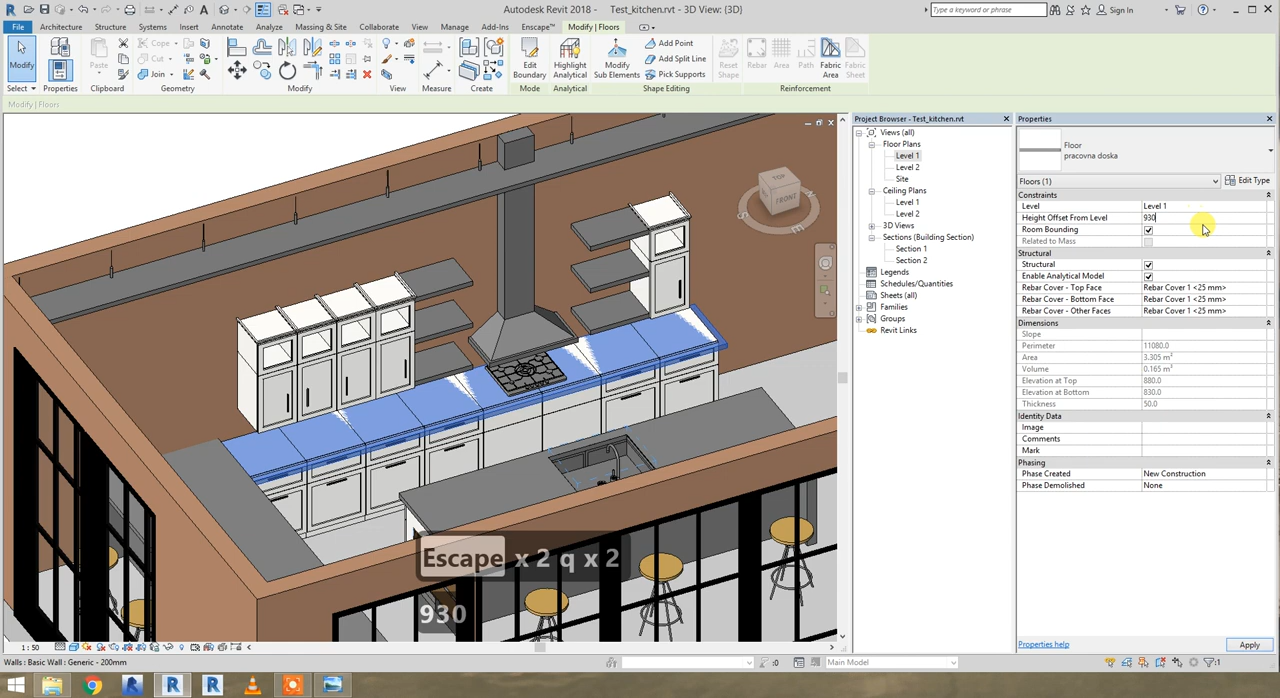 Autodesk Revit 2018 - Test_kitchen.rvt - 3D View: {3D}
Type a keyword or phrase
Sign In
File Architecture Structure Systems Insert Annotate Analyze Massing & Site Collaborate View Manage Add-Ins Enscape™ Modify | Floors
Modify
Properties
Paste
Cope
Cut
Join
Edit Boundary
Highlight Analytical
Modify Sub Elements
Add Point
Add Split Line
Pick Supports
Reset Shape
Rebar
Area
Path
Fabric Area
Fabric Sheet
Select Properties Clipboard Geometry Modify View Measure Create Mode Analytical Shape Editing Reinforcement
Modify | Floors
TOP
FRONT
Escape x 2 q x 2
930
Project Browser - Test_kitchen.rvt
Views (all)
Floor Plans
Level 1
Level 2
Site
Ceiling Plans
Level 1
Level 2
3D Views
Sections (Building Section)
Section 1
Section 2
Legends
Schedules/Quantities
Sheets (all)
Families
Groups
Revit Links
Properties
Floor
pracovna doska
Floors (1)
Edit Type
Constraints
Level Level 1
Height Offset From Level 930
Room Bounding
Related to Mass
Structural
Structural
Enable Analytical Model
Rebar Cover - Top Face Rebar Cover 1 <25 mm>
Rebar Cover - Bottom Face Rebar Cover 1 <25 mm>
Rebar Cover - Other Faces Rebar Cover 1 <25 mm>
Dimensions
Slope
Perimeter 11080.0
Area 3.305 m²
Volume 0.165 m³
Elevation at Top 880.0
Elevation at Bottom 830.0
Thickness 50.0
Identity Data
Image
Comments
Mark
Phasing
Phase Created New Construction
Phase Demolished None
Properties help
Apply
1 : 50
Walls : Basic Wall : Generic - 200mm
:0
Main Model
:1